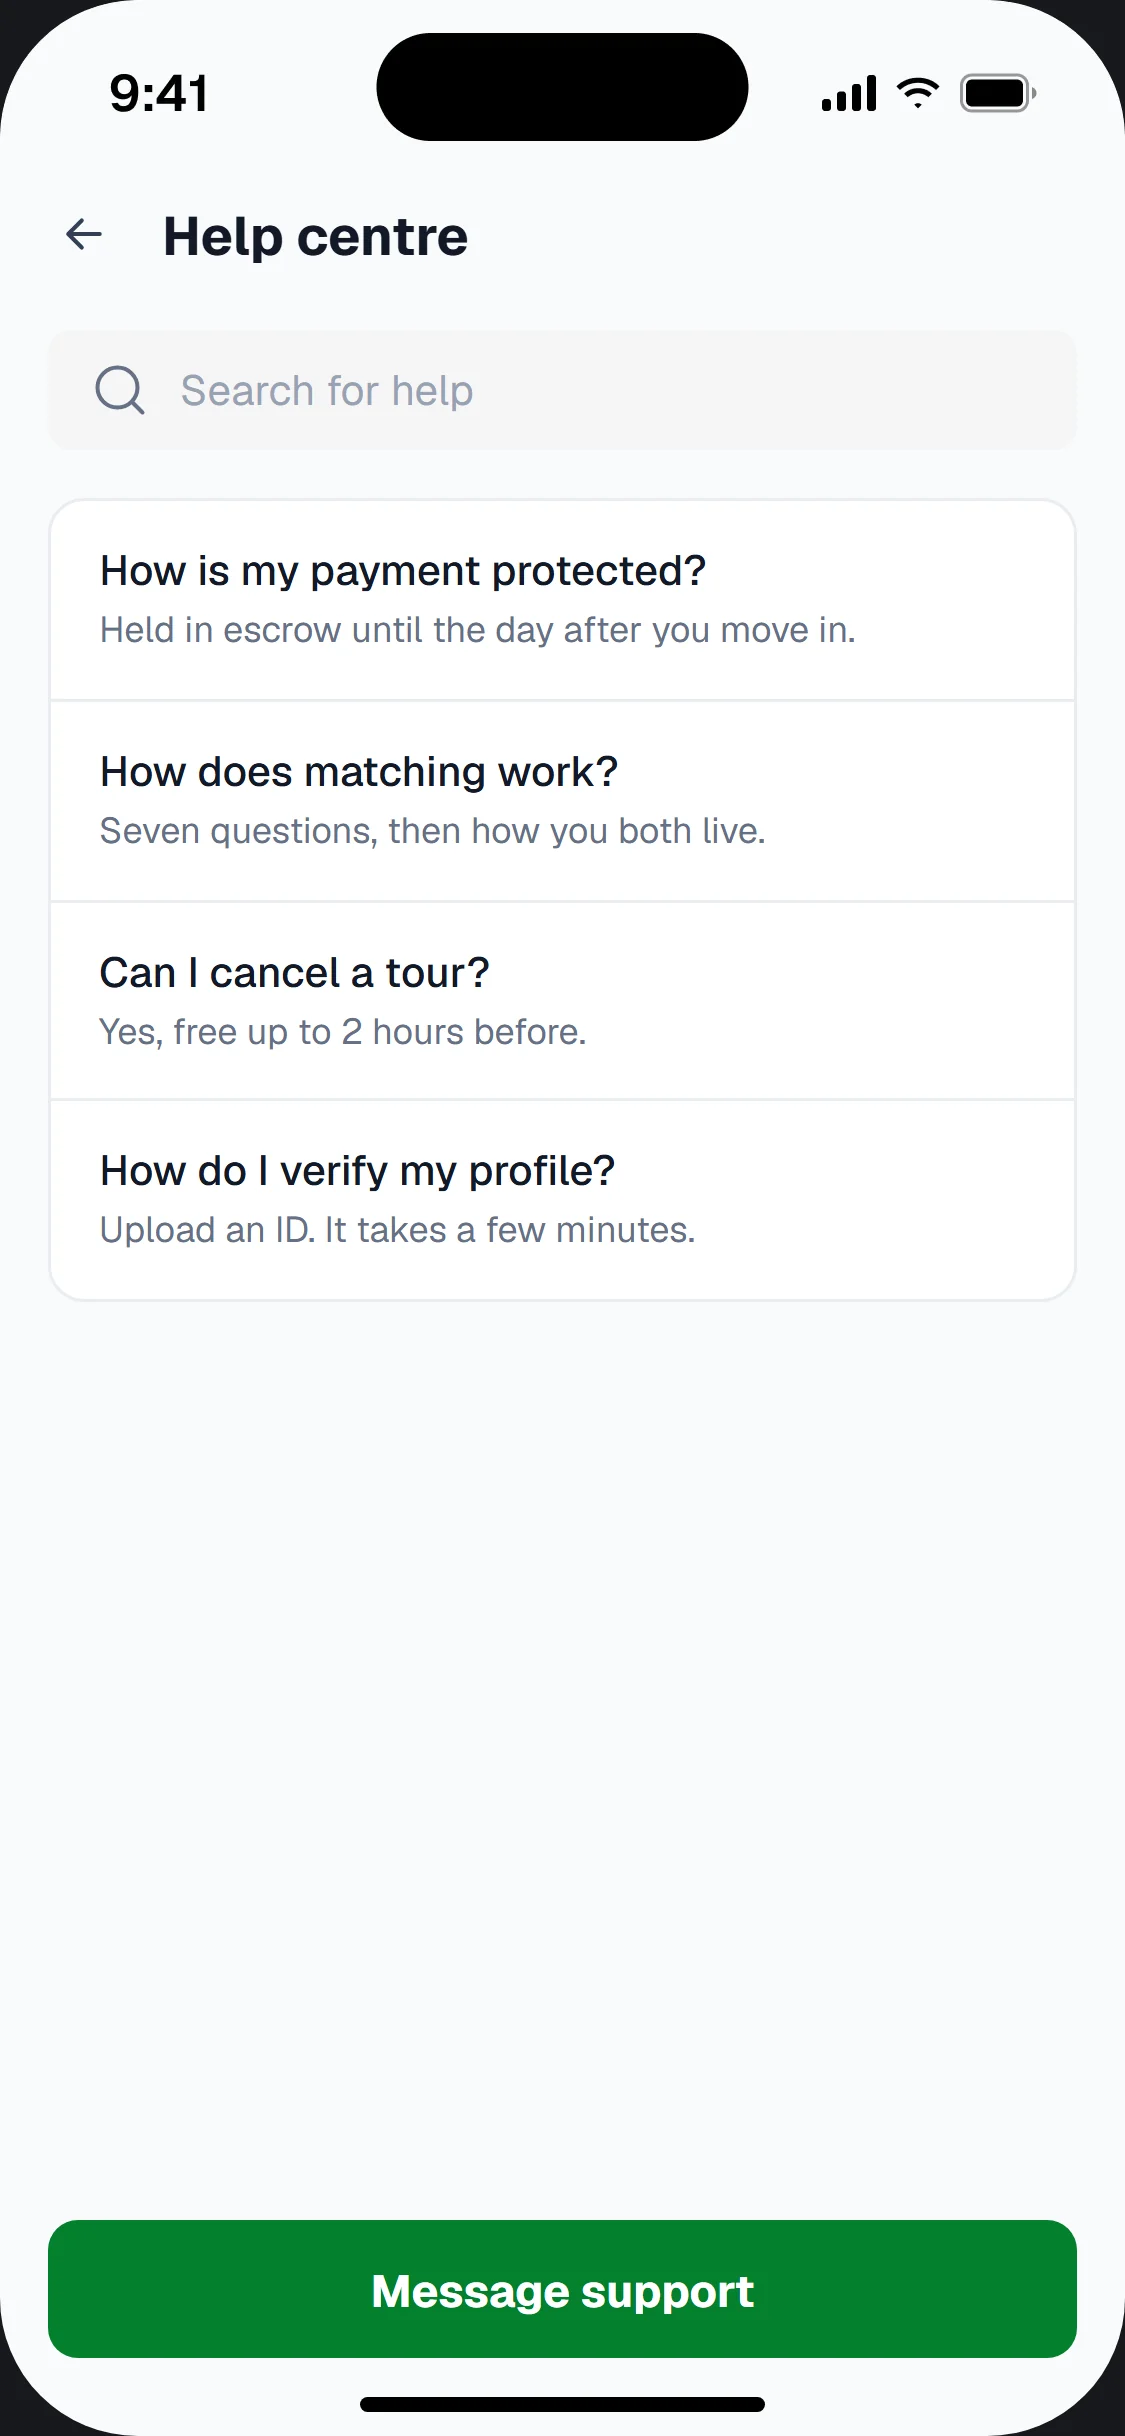 9:41
Help centre
Search for help
How is my payment protected?
Held in escrow until the day after you move in.
How does matching work?
Seven questions, then how you both live.
Can I cancel a tour?
Yes, free up to 2 hours before.
How do I verify my profile?
Upload an ID. It takes a few minutes.
Message support